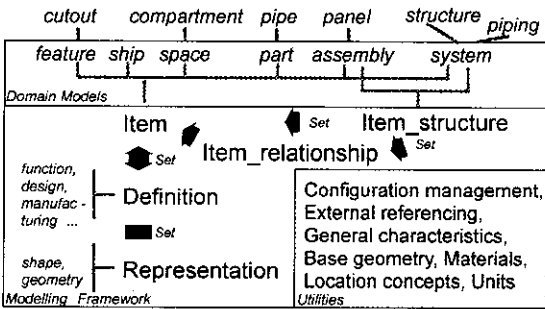 cutout compartment pipe panel structure piping
feature ship space part assembly system
Domain Models
Item Set Item_structure
Set Item_relationship Set
function,
design,
manufac -
turing ...
Definition
Set
shape,
geometry
Representation
Modelling Framework
Configuration management,
External referencing,
General characteristics,
Base geometry, Materials,
Location concepts, Units
Utilities